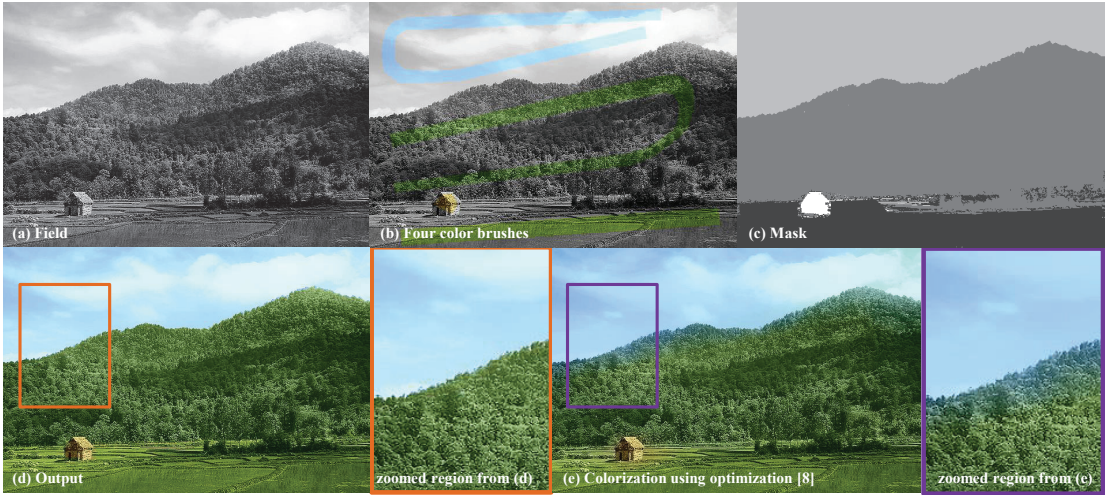 (a) Field
(b) Four color brushes
(c) Mask
(d) Output
zoomed region from (d)
(e) Colorization using optimization [8]
zoomed region from (e)